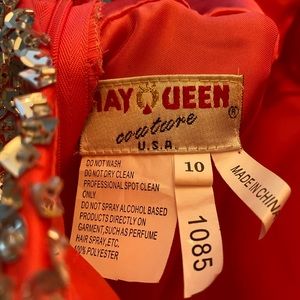 MAY QUEEN ®
couture
U.S.A.
DO NOT WASH
DO NOT DRY CLEAN
PROFESSIONAL SPOT CLEAN
ONLY.
DO NOT SPRAY ALCOHOL BASED
PRODUCTS DIRECTLY ON
GARMENT,SUCH AS PERFUME
HAIR SPRAY,ETC.
100% POLYESTER
10
1085
MADE IN CHINA